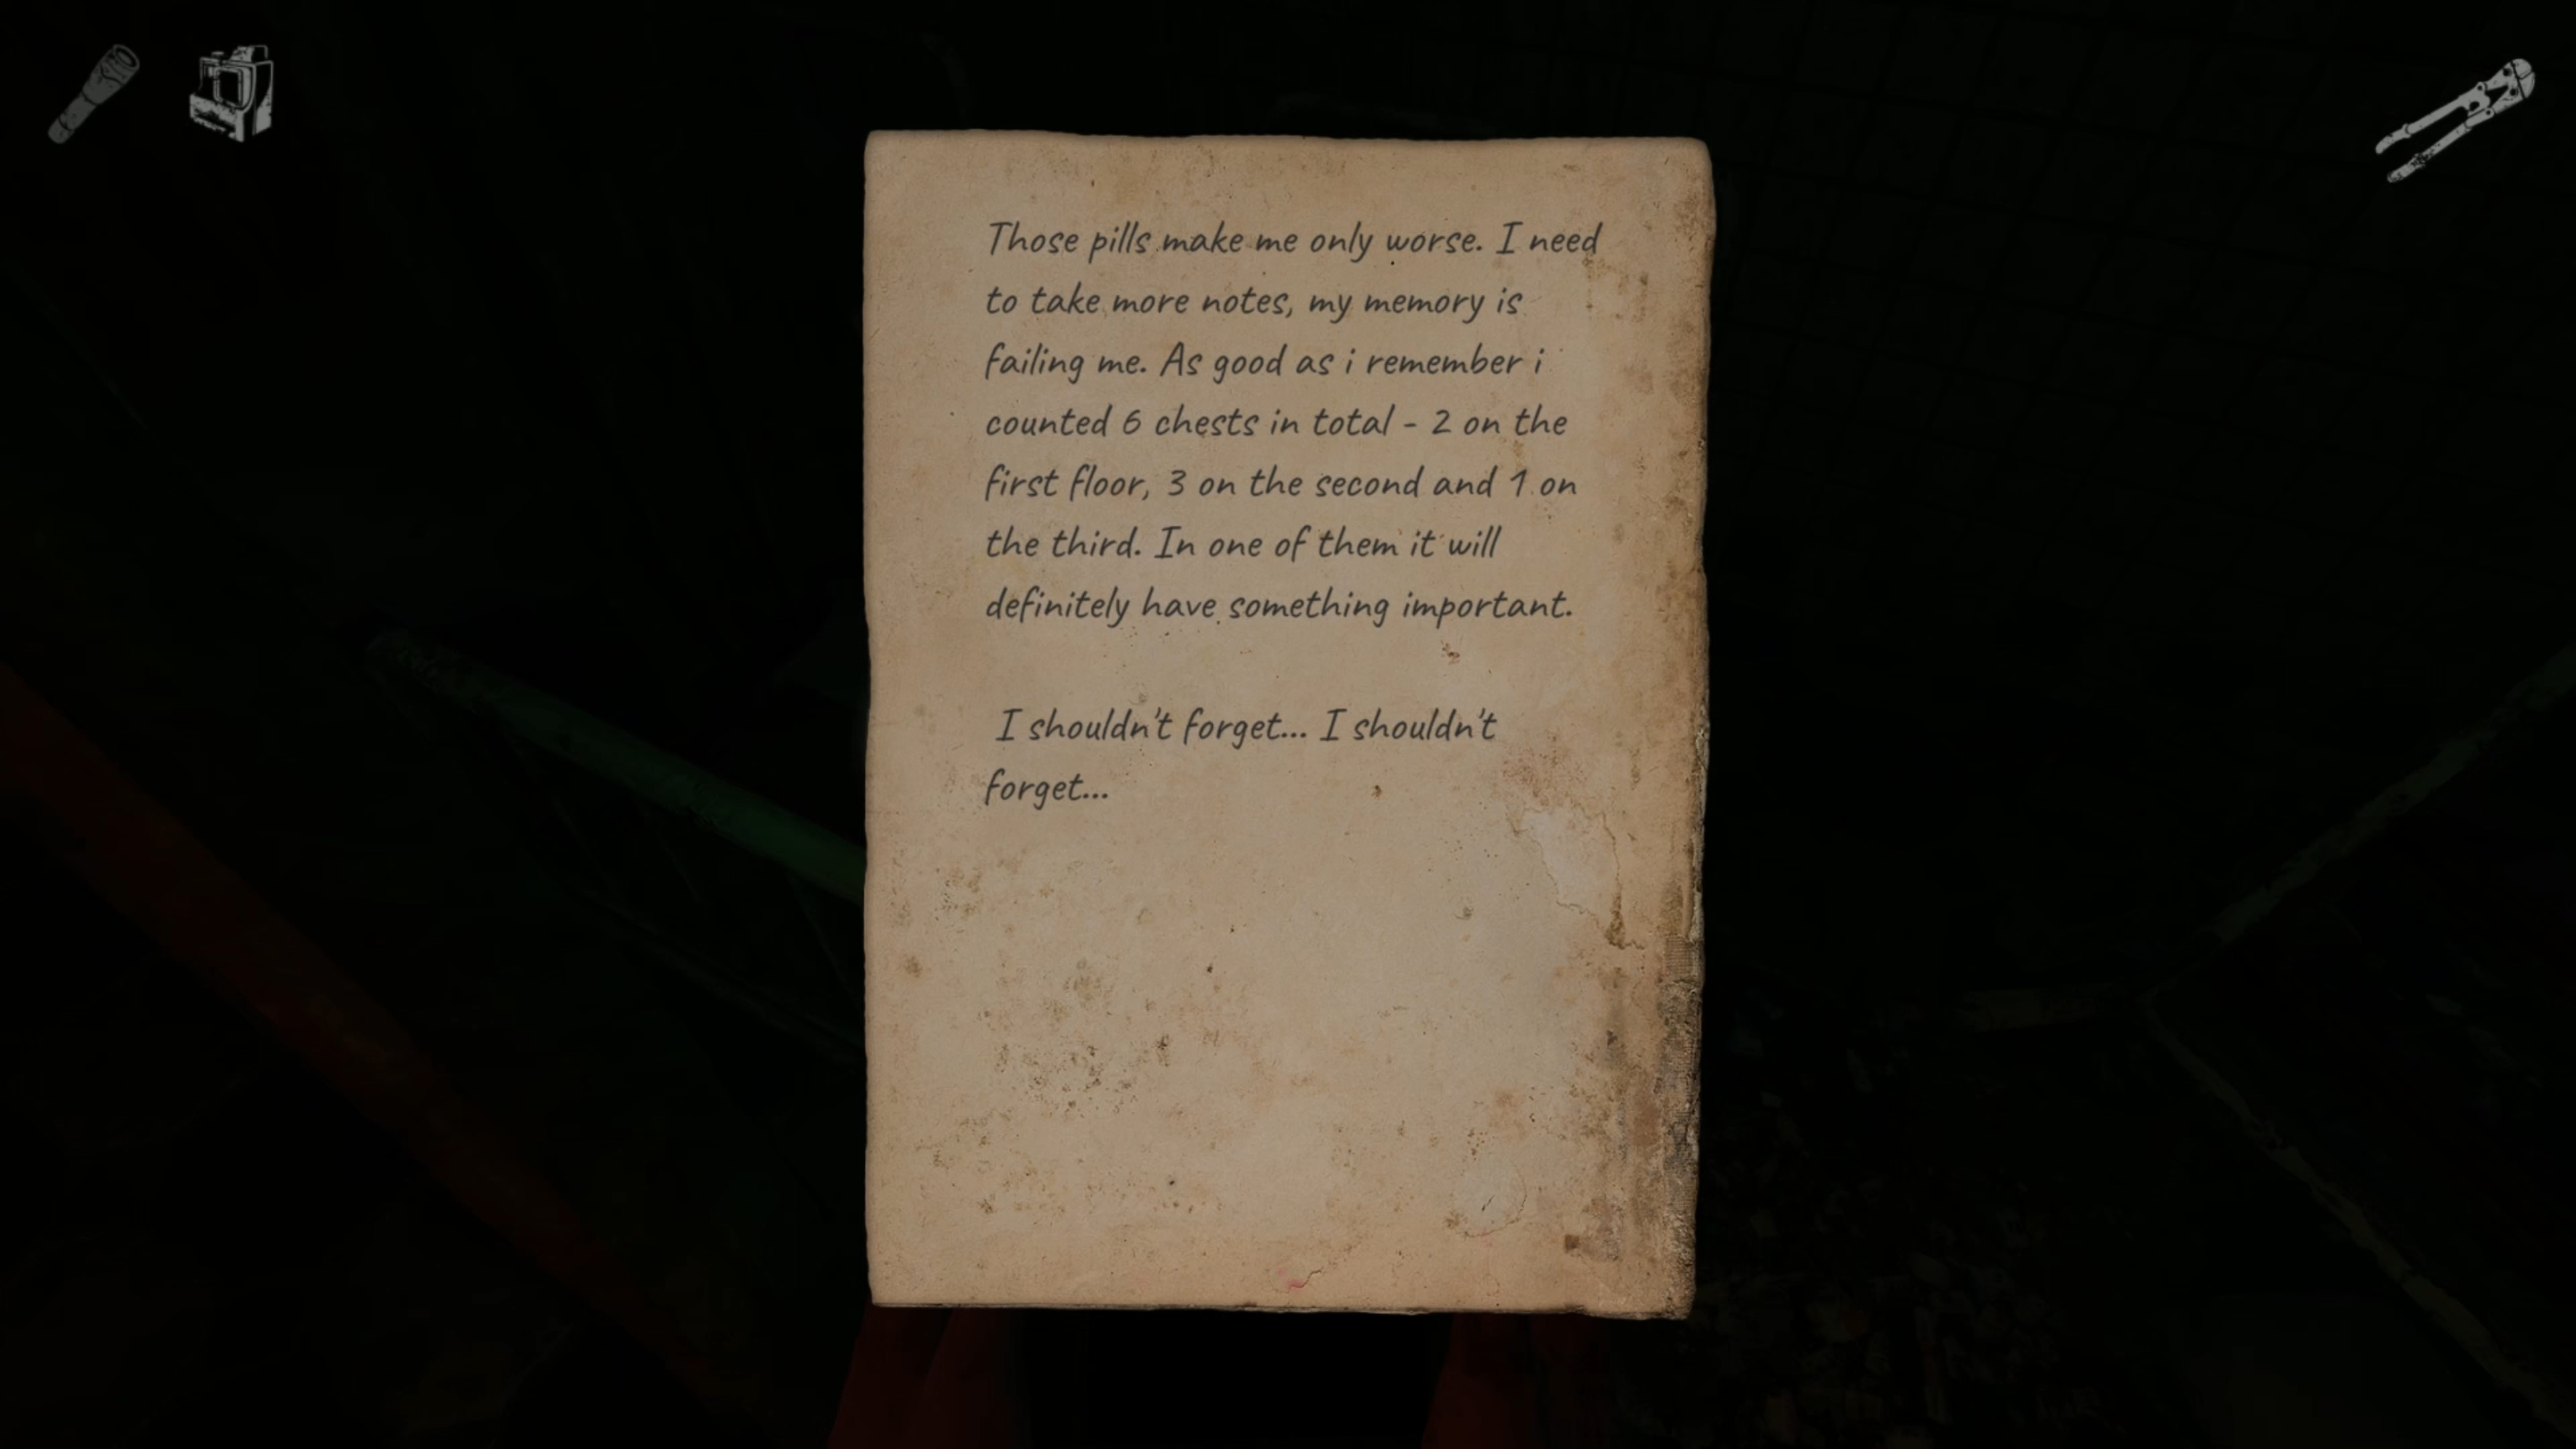 Those pills make me only worse. I need
to take more notes, my memory is
failing me. As good as i remember i
counted 6 chests in total - 2 on the
first floor, 3 on the second and 1 on
the third. In one of them it will
definitely have something important.
I shouldn't forget... I shouldn't
forget...